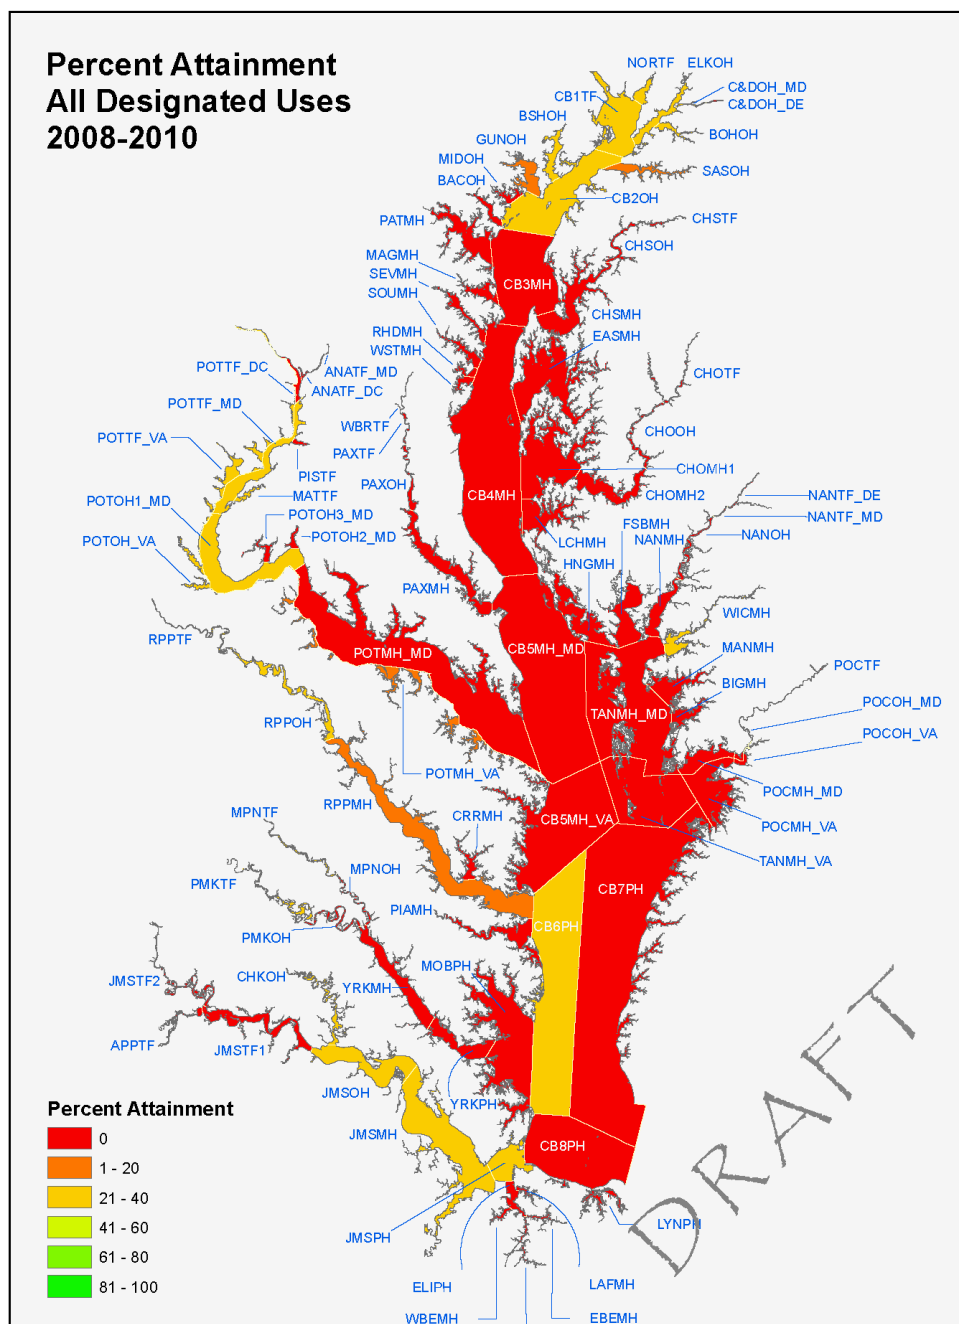 Percent Attainment
All Designated Uses
2008-2010
NORTF ELKOH
CB1TF
C&DOH_MD
C&DOH_DE
BSHOH
GUNOH
BOHOH
MIDOH
SASOH
BACOH
CB2OH
PATMH
CHSTF
CHSOH
MAGMH
SEVMH
CB3MH
SOUMH
CHSMH
RHDMH
EASMH
WSTMH
POTTF_DC
ANATF_MD
CHOTF
ANATF_DC
POTTF_MD
WBRTF
CHOOH
POTTF_VA
PAXTF
PISTF
CHOMH1
PAXOH
MATTF
CB4MH
CHOMH2
NANTF_DE
POTOH1_MD
POTOH3_MD
NANTF_MD
FSBMH
POTOH2_MD
LCHMH
NANMH
NANOH
POTOH_VA
HNGMH
PAXMH
WICMH
RPPTF
POTMH_MD
CB5MH_MD
MANMH
POCTF
BIGMH
POCOH_MD
TANMH_MD
RPPOH
POCOH_VA
POTMH_VA
RPPMH
POCMH_MD
MPNTF
CRRMH
CB5MH_VA
POCMH_VA
TANMH_VA
MPNOH
PMKTF
CB7PH
PIAMH
CB6PH
PMKOH
MOBPH
CHKOH
JMSTF2
YRKMH
APPTF
JMSTF1
JMSOH
YRKPH
Percent Attainment
0
JMSMH
CB8PH
1 - 20
21 - 40
41 - 60
JMSPH
LYNPH
61 - 80
81 - 100
ELIPH
LAFMH
WBEMH
EBEMH
DRAFT